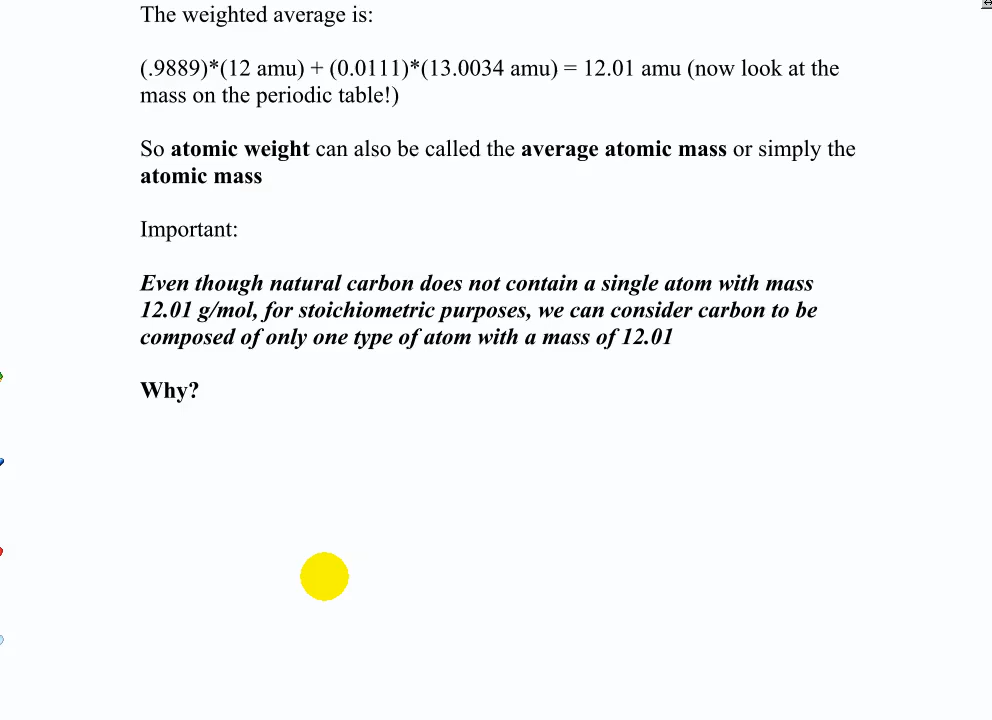 The weighted average is:
(.9889)*(12 amu) + (0.0111)*(13.0034 amu) = 12.01 amu (now look at the
mass on the periodic table!)
So atomic weight can also be called the average atomic mass or simply the
atomic mass
Important:
Even though natural carbon does not contain a single atom with mass
12.01 g/mol, for stoichiometric purposes, we can consider carbon to be
composed of only one type of atom with a mass of 12.01
Why?